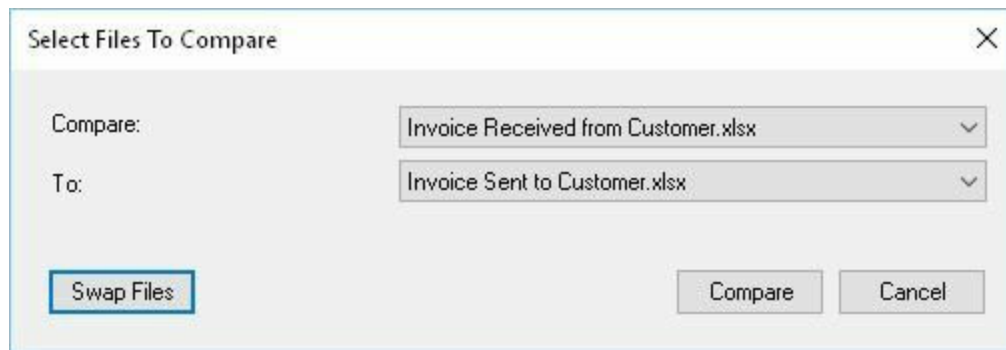 Select Files To Compare
Compare: Invoice Received from Customer.xlsx
To: Invoice Sent to Customer.xlsx
Swap Files Compare Cancel